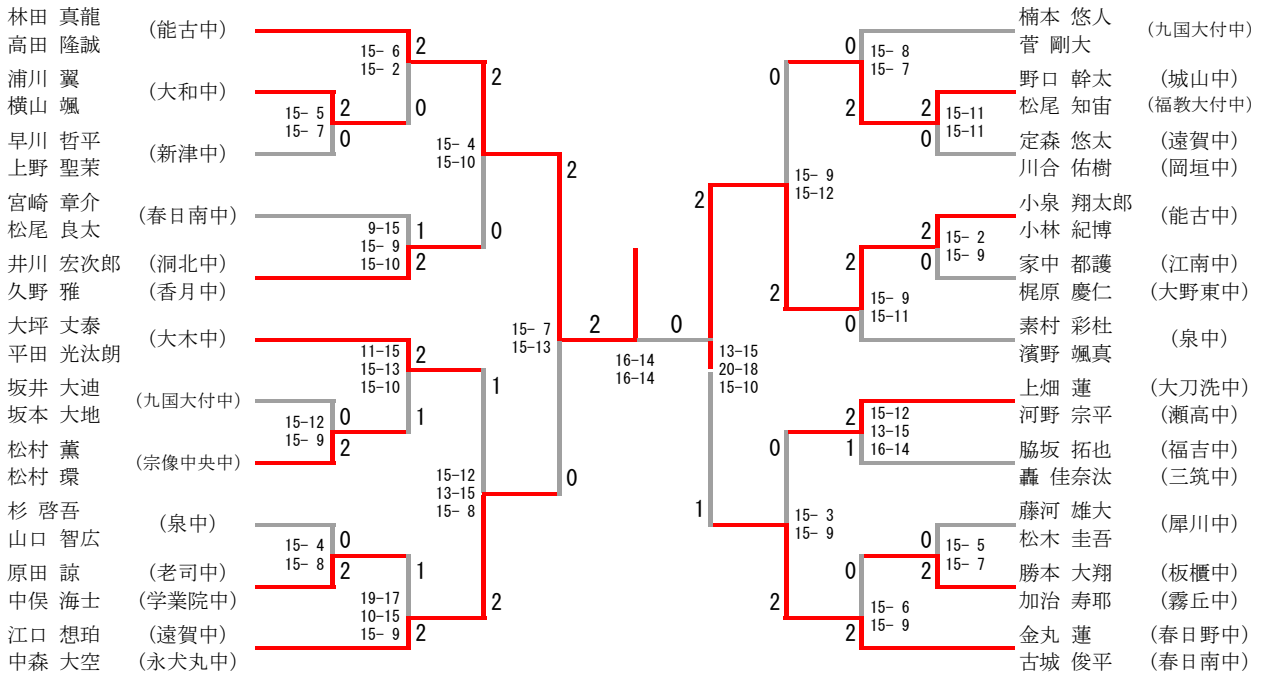 林田 真龍
高田 隆誠
(能古中)
浦川 翼
横山 颯
(大和中)
早川 哲平
上野 聖茉
(新津中)
宮崎 章介
松尾 良太
(春日南中)
井川 宏次郎 (洞北中)
久野 雅 (香月中)
大坪 丈泰
平田 光汰朗
(大木中)
坂井 大迪
坂本 大地
(九国大付中)
松村 薫
松村 環
(宗像中央中)
杉 啓吾
山口 智広
(泉中)
原田 諒 (老司中)
中俣 海士 (学業院中)
江口 想珀 (遠賀中)
中森 大空 (永犬丸中)
15- 6
15- 2
2
0
15- 5
15- 7
2
0
9-15
15- 9
15-10
1
2
11-15
15-13
15-10
2
1
15-12
15- 9
0
2
15- 4
15- 8
0
2
19-17
10-15
15- 9
1
2
15- 4
15-10
2
0
15-12
13-15
15- 8
1
2
15- 7
15-13
2
0
2
0
16-14
16-14
13-15
20-18
15-10
2
1
15- 9
15-12
0
2
15- 3
15- 9
0
2
15- 8
15- 7
0
2
15-11
15-11
2
0
15- 2
15- 9
2
0
15- 9
15-11
2
0
15-12
13-15
16-14
2
1
15- 5
15- 7
0
2
15- 6
15- 9
0
2
楠本 悠人
菅 剛大
(九国大付中)
野口 幹太 (城山中)
松尾 知宙 (福教大付中)
定森 悠太 (遠賀中)
川合 佑樹 (岡垣中)
小泉 翔太郎
小林 紀博
(能古中)
家中 都護 (江南中)
梶原 慶仁 (大野東中)
素村 彩杜
濱野 颯真
(泉中)
上畑 蓮 (大刀洗中)
河野 宗平 (瀬高中)
脇坂 拓也 (福吉中)
轟 佳奈汰 (三筑中)
藤河 雄大
松木 圭吾
(犀川中)
勝本 大翔 (板櫃中)
加治 寿耶 (霧丘中)
金丸 蓮 (春日野中)
古城 俊平 (春日南中)